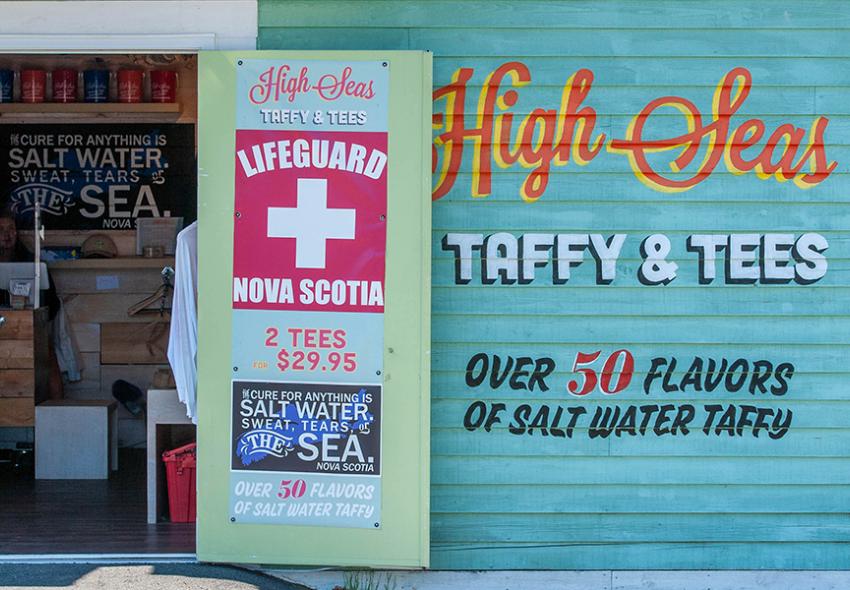 THE CURE FOR ANYTHING IS
SALT WATER.
SWEAT, TEARS, OR
THE SEA.
NOVA S
High Seas
TAFFY & TEES
LIFEGUARD
NOVA SCOTIA
2 TEES
FOR $29.95
THE CURE FOR ANYTHING IS
SALT WATER.
SWEAT, TEARS, OR
THE SEA.
NOVA SCOTIA
OVER 50 FLAVORS
OF SALT WATER TAFFY
High Seas
TAFFY & TEES
OVER 50 FLAVORS
OF SALT WATER TAFFY